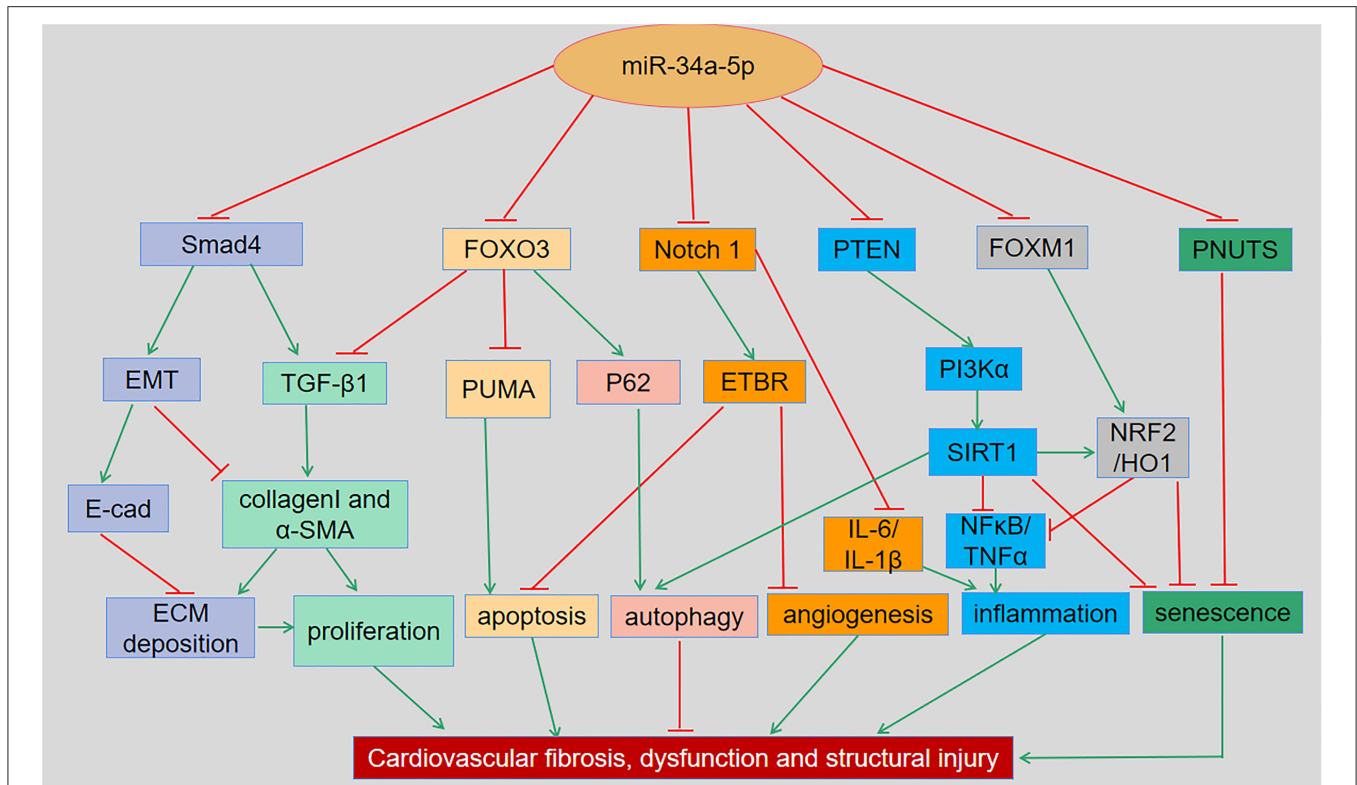 miR-34a-5p
Smad4
FOXO3
Notch 1
PTEN
FOXM1
PNUTS
EMT
TGF-β1
PUMA
P62
ETBR
PI3Kα
SIRT1
NRF2
/HO1
E-cad
collagenI and
α-SMA
IL-6/
IL-1β
NFκB/
TNFα
ECM
deposition
proliferation
apoptosis
autophagy
angiogenesis
inflammation
senescence
Cardiovascular fibrosis, dysfunction and structural injury